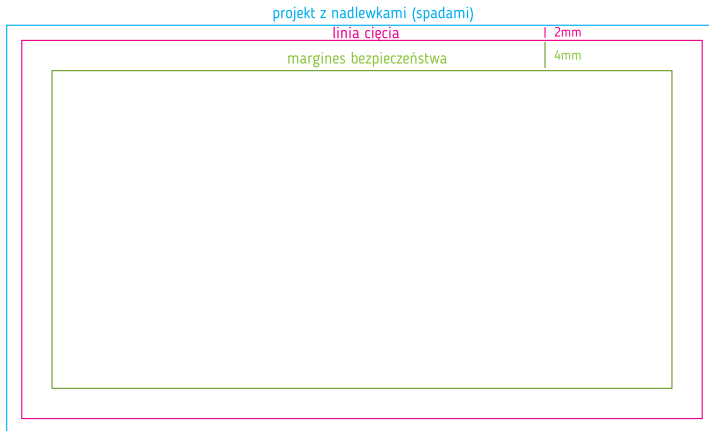 projekt z nadlewkami (spadami)
linia cięcia 2mm
margines bezpieczeństwa 4mm